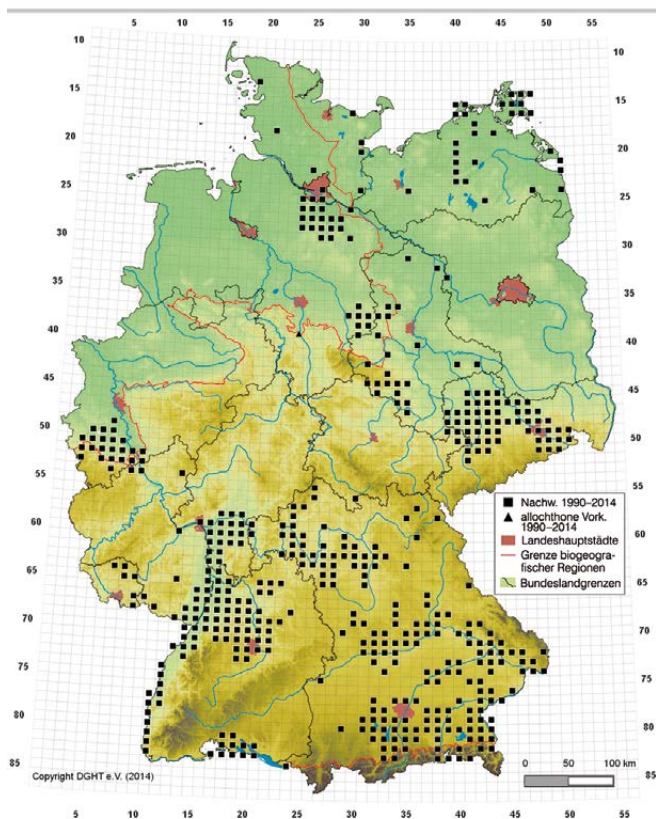 5 10 15 20 25 30 35 40 45 50 55
10 10
15 15
20 20
25 25
30 30
35 35
40 40
45 45
50 50
55 55
■ Nachw. 1990–2014
▲ allochthone Vork.
1990–2014
Landeshauptstädte
Grenze biogeogra-
fischer Regionen
Bundeslandgrenzen
60 60
65 65
70 70
75 75
80 80
85 85
Copyright DGHT e.V. (2014)
0 50 100 km
5 10 15 20 25 30 35 40 45 50 55